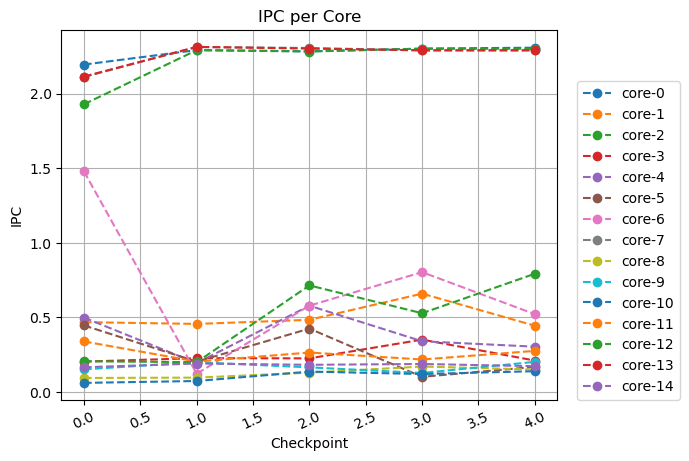 IPC per Core
IPC
2.0
1.5
1.0
0.5
0.0
0.0
0.5
1.0
1.5
2.0
2.5
3.0
3.5
4.0
Checkpoint
core-0
core-1
core-2
core-3
core-4
core-5
core-6
core-7
core-8
core-9
core-10
core-11
core-12
core-13
core-14